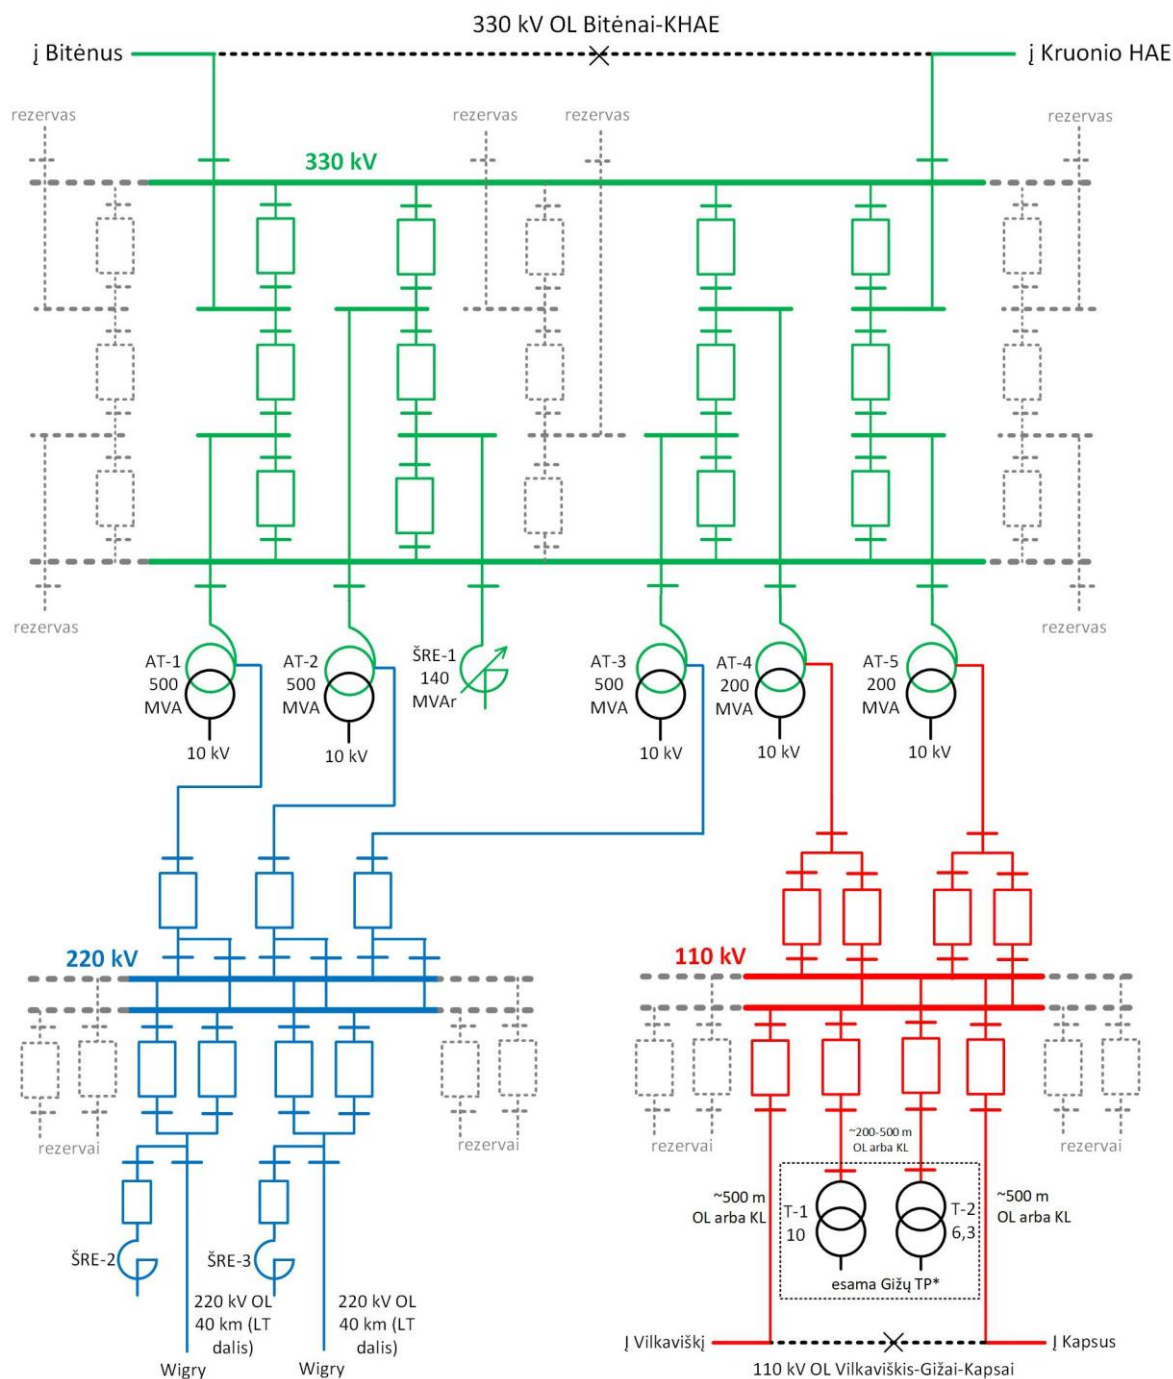 330 kV OL Bitėnai-KHAE
į Bitėnus
į Kruonio HAE
rezervas
rezervas
rezervas
rezervas
330 kV
rezervas
rezervas
AT-1
500
MVA
10 kV
AT-2
500
MVA
10 kV
ŠRE-1
140
MVAr
AT-3
500
MVA
10 kV
AT-4
200
MVA
10 kV
AT-5
200
MVA
10 kV
220 kV
110 kV
rezervai
rezervai
rezervai
rezervai
~200-500 m
OL arba KL
~500 m
OL arba KL
~500 m
OL arba KL
T-1
10
T-2
6,3
esama Gižų TP*
ŠRE-2
ŠRE-3
220 kV OL
40 km (LT
dalis)
220 kV OL
40 km (LT
dalis)
Wigry
Wigry
Į Vilkaviškį
Į Kapsus
110 kV OL Vilkaviškis-Gižai-Kapsai